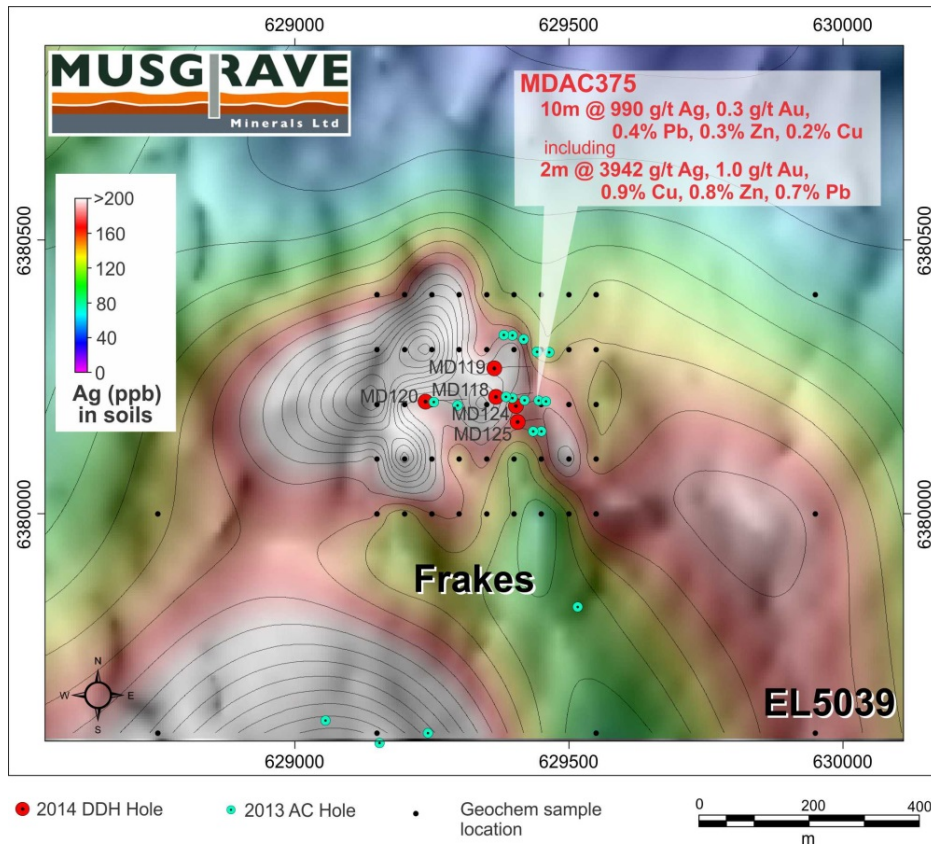 629000
629500
630000
MUSGRAVE
Minerals Ltd
MDAC375
10m @ 990 g/t Ag, 0.3 g/t Au,
0.4% Pb, 0.3% Zn, 0.2% Cu
including
2m @ 3942 g/t Ag, 1.0 g/t Au,
0.9% Cu, 0.8% Zn, 0.7% Pb
>200
160
120
80
40
0
Ag (ppb)
in soils
6380500
6380500
MD119
MD118
MD120
MD124
MD125
6380000
6380000
Frakes
N
W
E
S
EL5039
629000
629500
630000
2014 DDH Hole
2013 AC Hole
Geochem sample
location
0
200
400
m